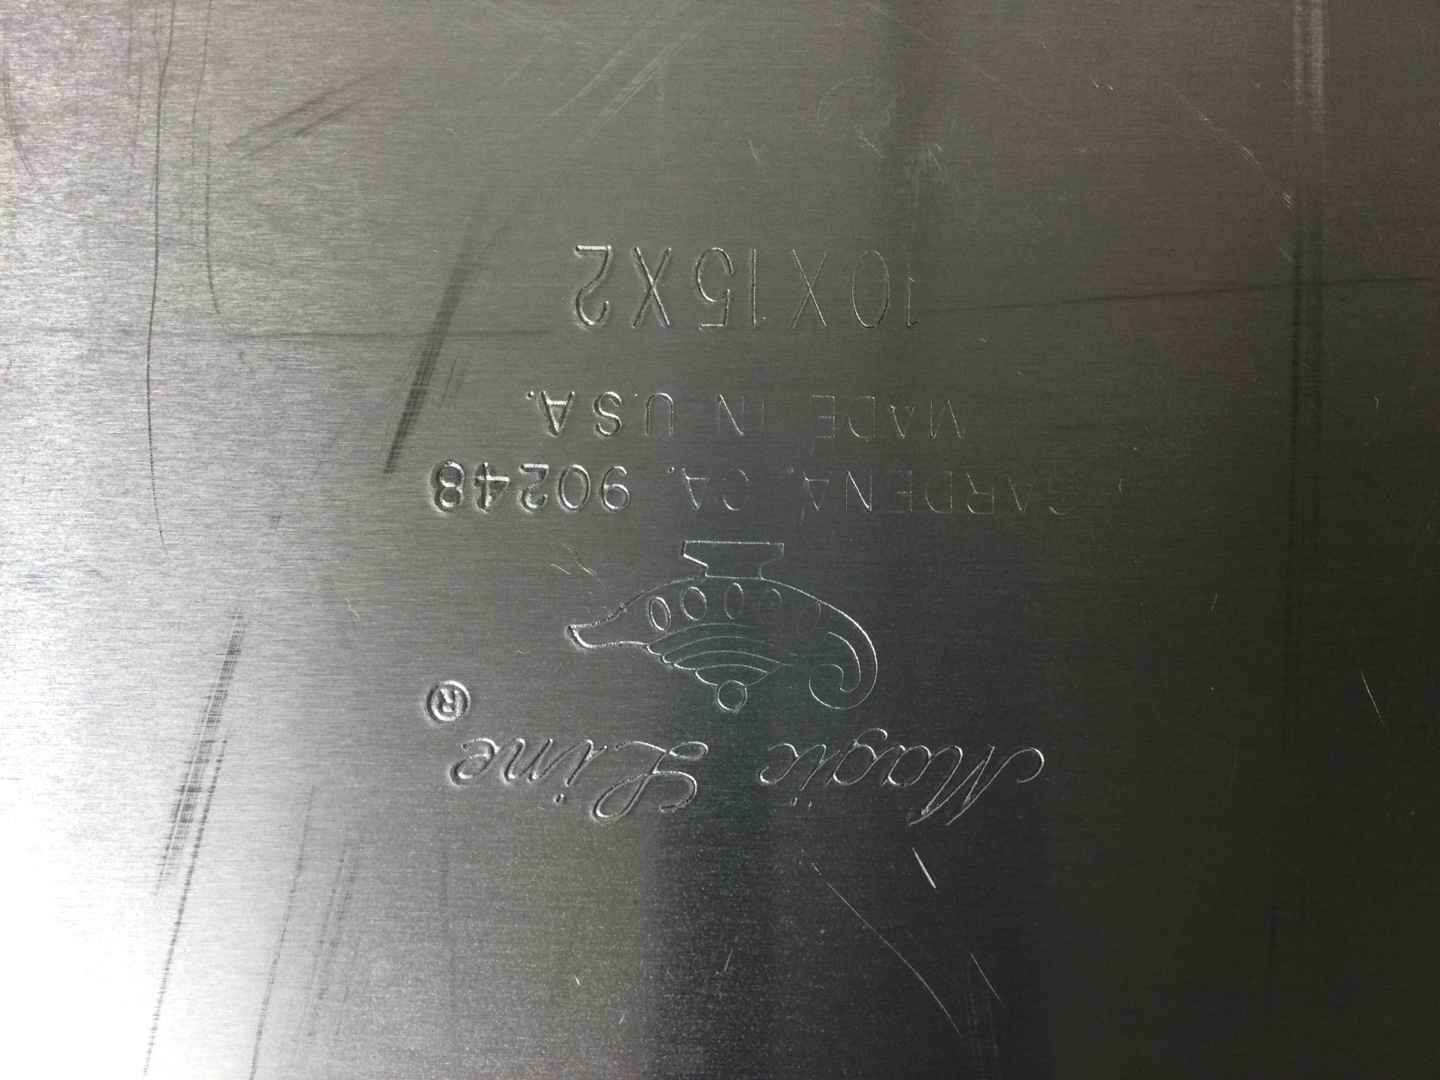 Magic Line ®
GARDENA, CA. 90248
MADE IN U.S.A.
10X15X2